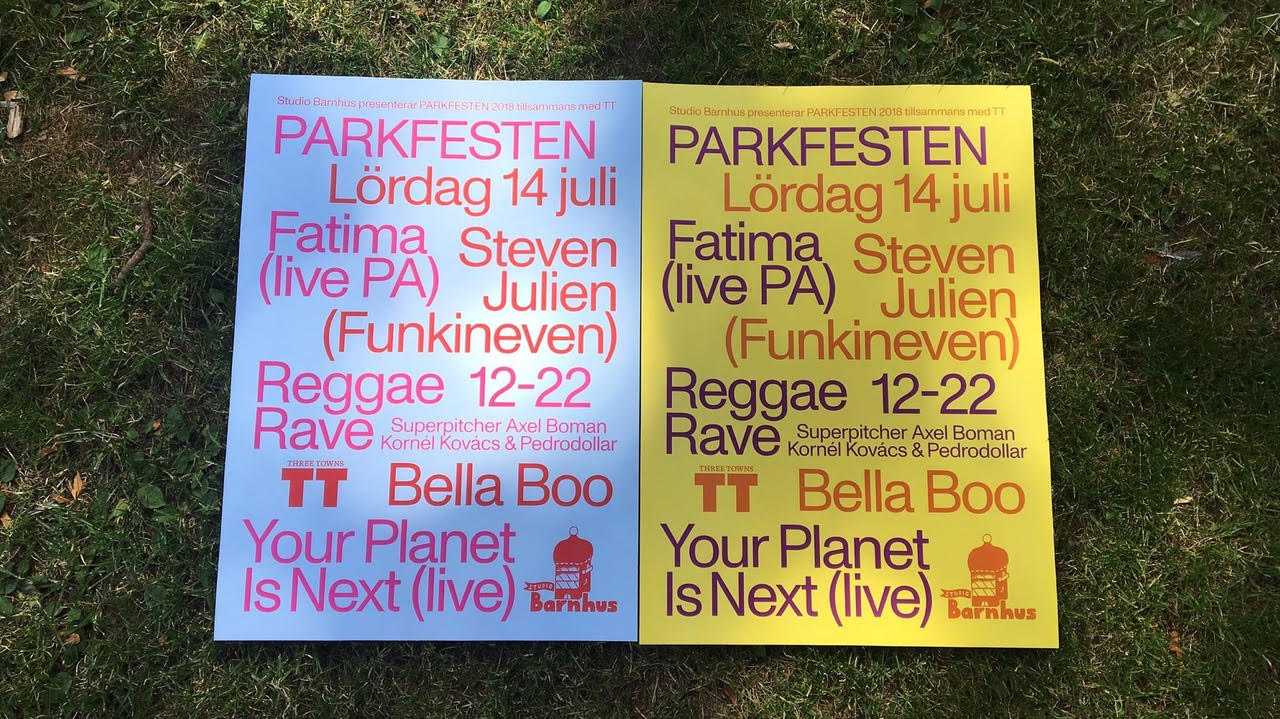 Studio Barnhus presenterar PARKFESTEN 2018 tillsammans med TT
PARKFESTEN
Lördag 14 juli
Fatima
(live PA)
Steven
Julien
(Funkineven)
Reggae
Rave
12-22
Superpitcher Axel Boman
Kornél Kovács & Pedrodollar
THREE TOWNS
TT
Bella Boo
Your Planet
Is Next (live)
STUDIO
Barnhus
Studio Barnhus presenterar PARKFESTEN 2018 tillsammans med TT
PARKFESTEN
Lördag 14 juli
Fatima
(live PA)
Steven
Julien
(Funkineven)
Reggae
Rave
12-22
Superpitcher Axel Boman
Kornél Kovács & Pedrodollar
THREE TOWNS
TT
Bella Boo
Your Planet
Is Next (live)
STUDIO
Barnhus